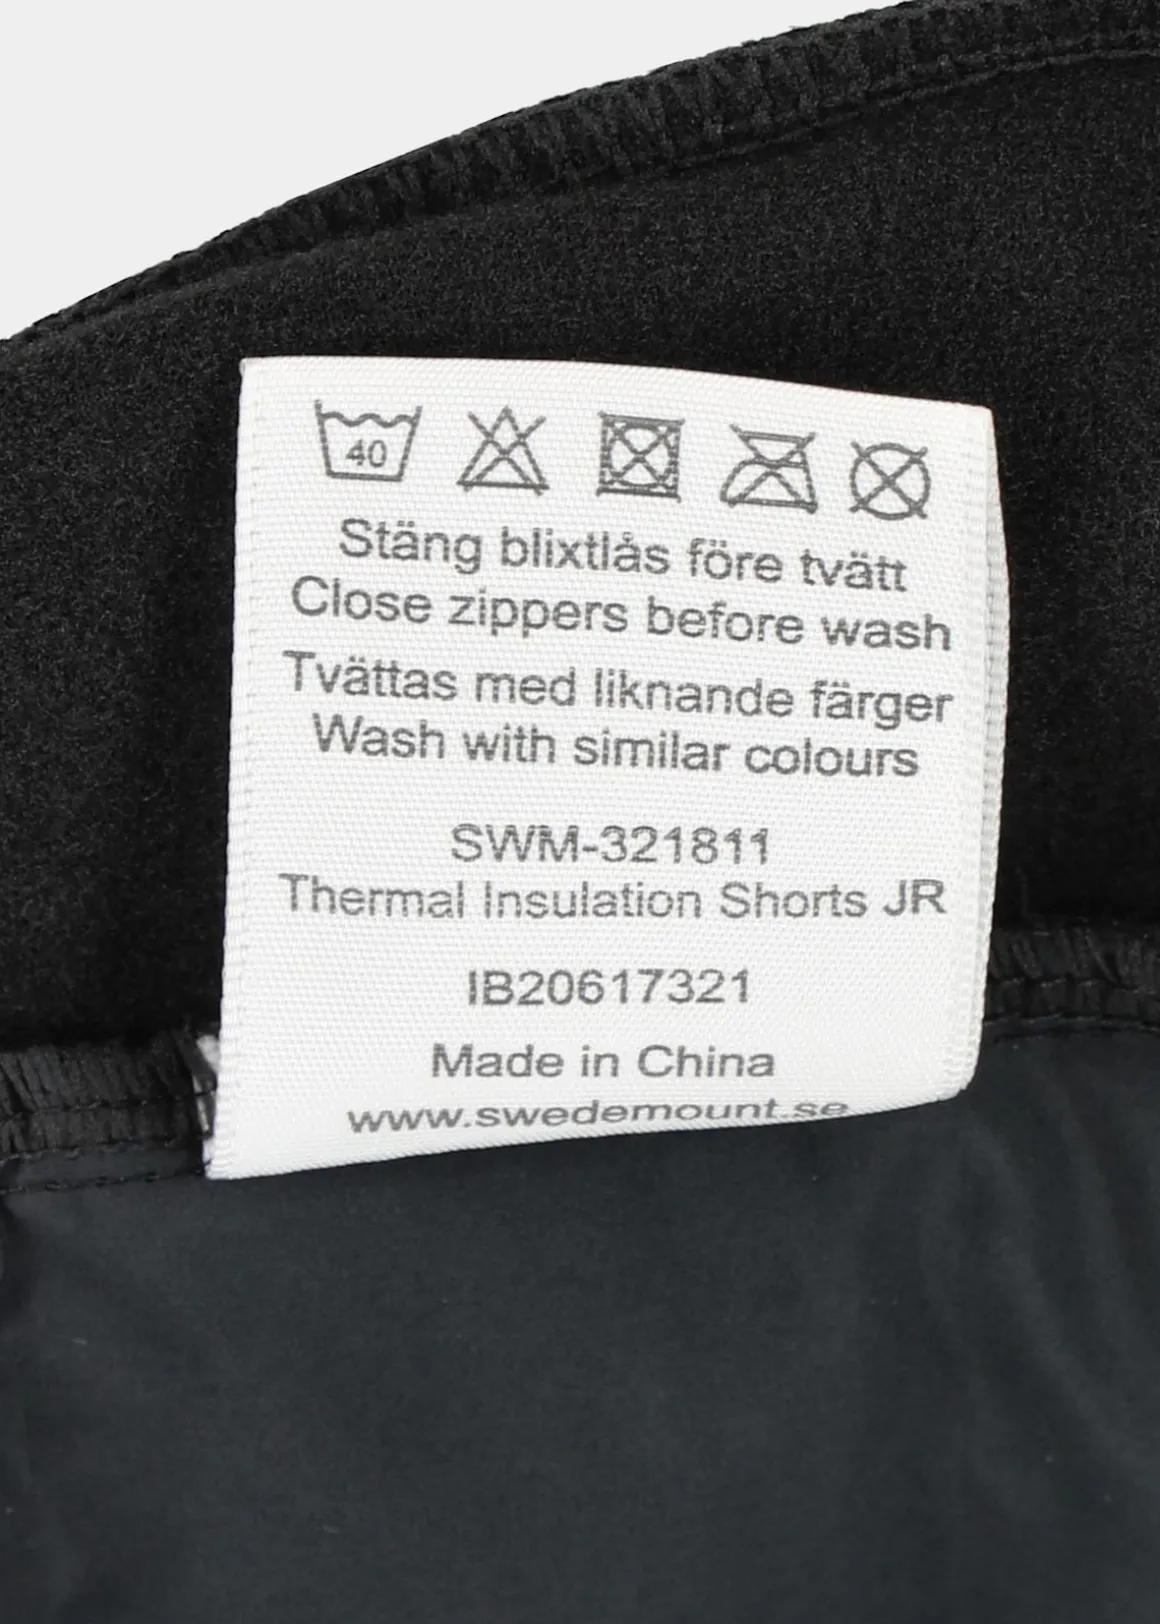 40
Stäng blixtlås före tvätt
Close zippers before wash
Tvättas med liknande färger
Wash with similar colours
SWM-321811
Thermal Insulation Shorts JR
IB20617321
Made in China
www.swedemount.se